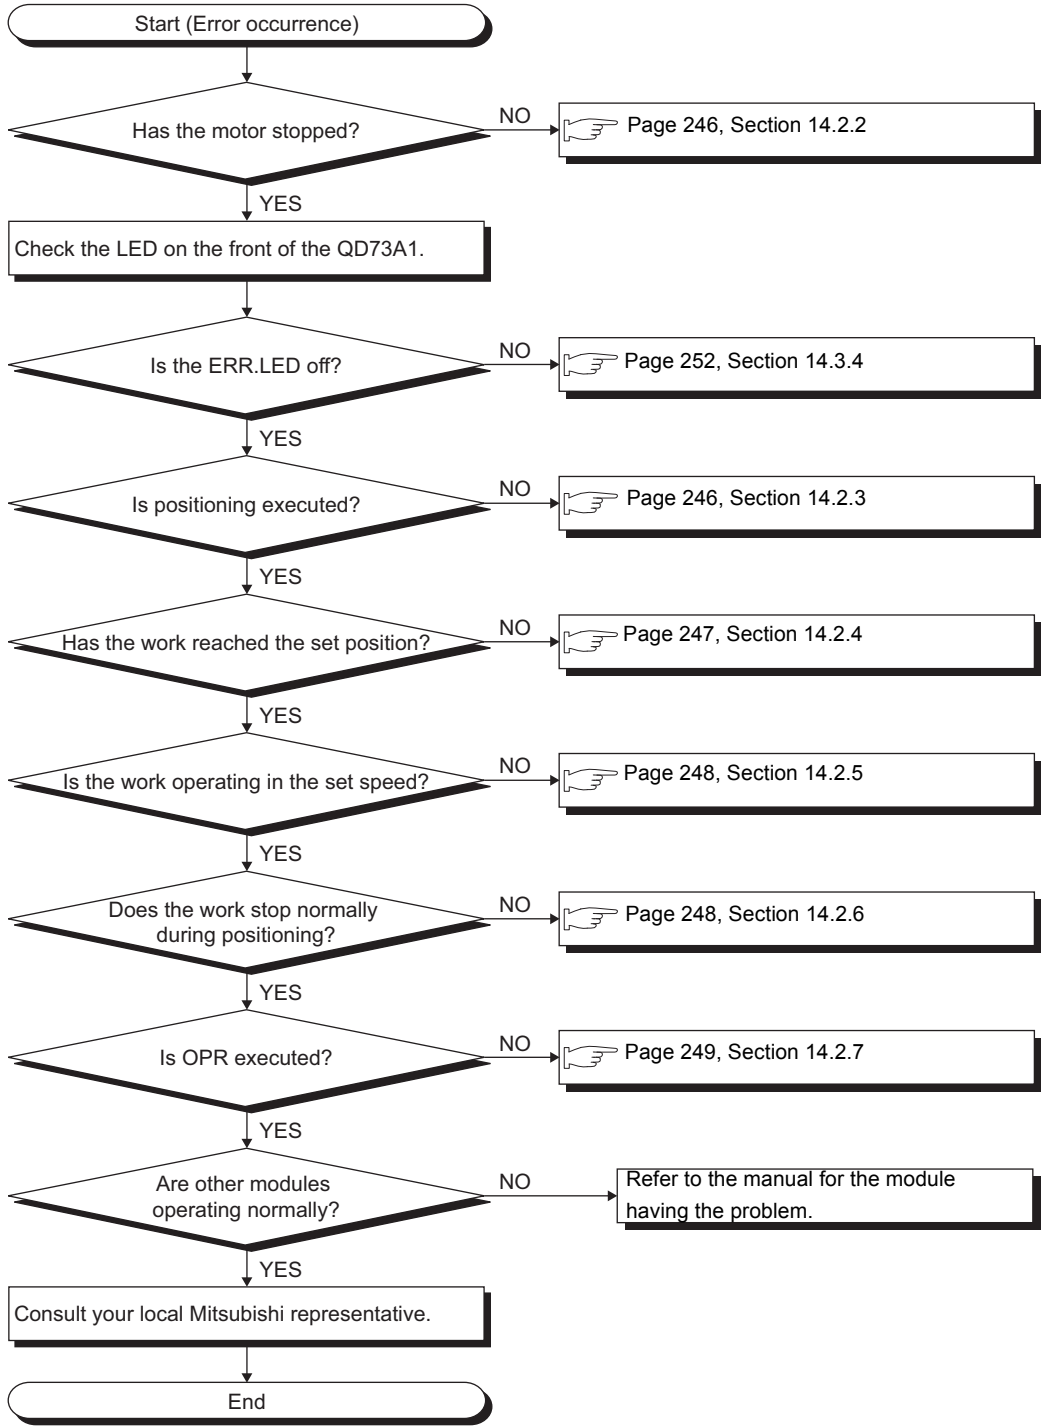 Start (Error occurrence)
Has the motor stopped?
NO
Page 246, Section 14.2.2
YES
Check the LED on the front of the QD73A1.
Is the ERR.LED off?
NO
Page 252, Section 14.3.4
YES
Is positioning executed?
NO
Page 246, Section 14.2.3
YES
Has the work reached the set position?
NO
Page 247, Section 14.2.4
YES
Is the work operating in the set speed?
NO
Page 248, Section 14.2.5
YES
Does the work stop normally
during positioning?
NO
Page 248, Section 14.2.6
YES
Is OPR executed?
NO
Page 249, Section 14.2.7
YES
Are other modules
operating normally?
NO
Refer to the manual for the module
having the problem.
YES
Consult your local Mitsubishi representative.
End